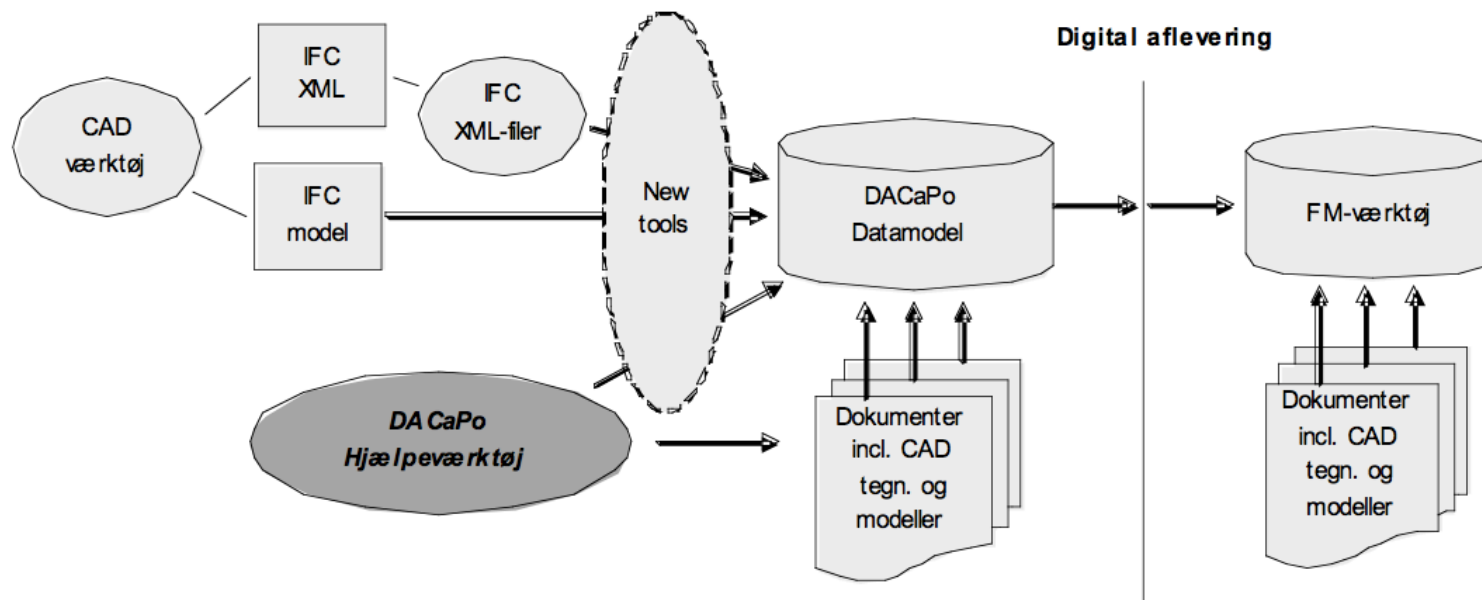 Digital aflevering
IFC
XML
CAD
værktøj
IFC
XML-filer
IFC
model
New
tools
DACaPo
Datamodel
FM-værktøj
DACaPo
Hjælpeværktøj
Dokumenter
incl. CAD
tegn. og
modeller
Dokumenter
incl. CAD
tegn. og
modeller